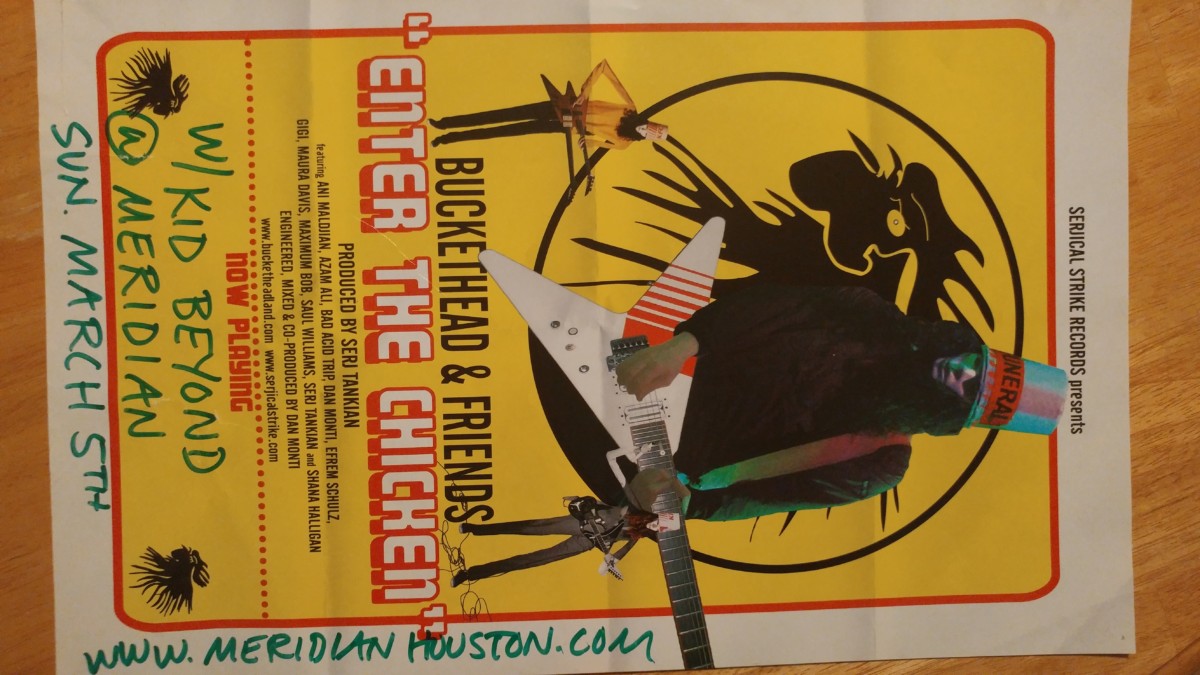 SERJICAL STRIKE RECORDS presents
FUNERAL
BUCKETHEAD & FRIENDS
"ENTER THE CHICKEN"
PRODUCED BY SERJ TANKIAN
featuring ANI MALDJIAN, AZAM ALI, BAD ACID TRIP, DAN MONTI, EFREM SCHULZ,
GIGI, MAURA DAVIS, MAXIMUM BOB, SAUL WILLIAMS, SERJ TANKIAN and SHANA HALLIGAN
ENGINEERED, MIXED & CO-PRODUCED BY DAN MONTI
www.bucketheadland.com www.serjicalstrike.com
NOW PLAYING
W/ KID BEYOND
@ MERIDIAN
SUN. MARCH 5TH
WWW.MERIDIANHOUSTON.COM